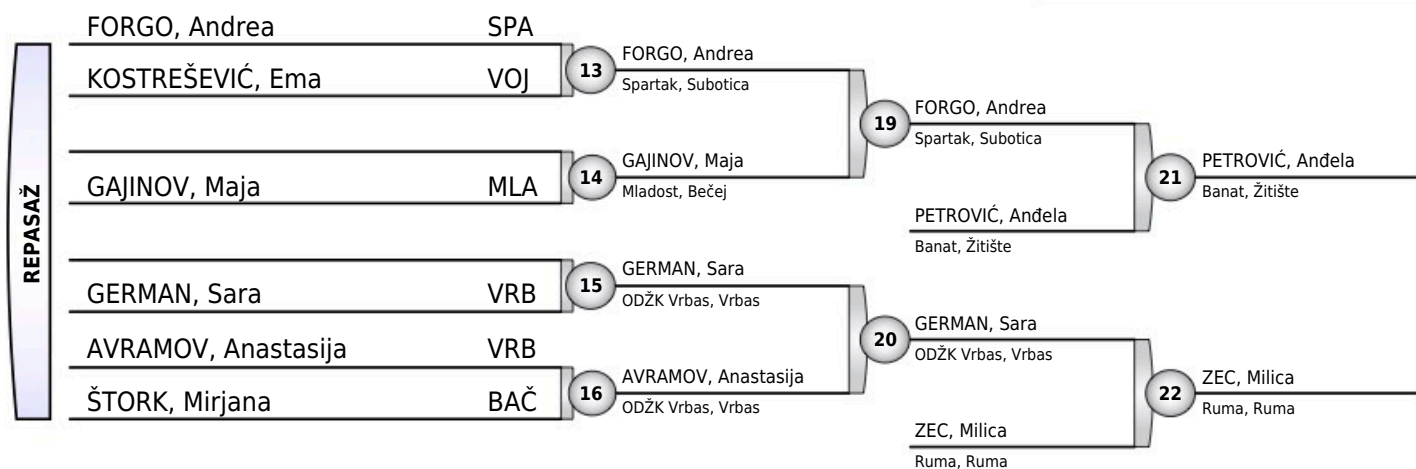 REPASAŽ
FORGO, Andrea SPA
KOSTREŠEVIĆ, Ema VOJ
GAJINOV, Maja MLA
GERMAN, Sara VRB
AVRAMOV, Anastasija VRB
ŠTORK, Mirjana BAČ
13
FORGO, Andrea
Spartak, Subotica
14
GAJINOV, Maja
Mladost, Bečej
15
GERMAN, Sara
ODŽK Vrbas, Vrbas
16
AVRAMOV, Anastasija
ODŽK Vrbas, Vrbas
19
FORGO, Andrea
Spartak, Subotica
PETROVIĆ, Anđela
Banat, Žitište
20
GERMAN, Sara
ODŽK Vrbas, Vrbas
ZEC, Milica
Ruma, Ruma
21
PETROVIĆ, Anđela
Banat, Žitište
22
ZEC, Milica
Ruma, Ruma